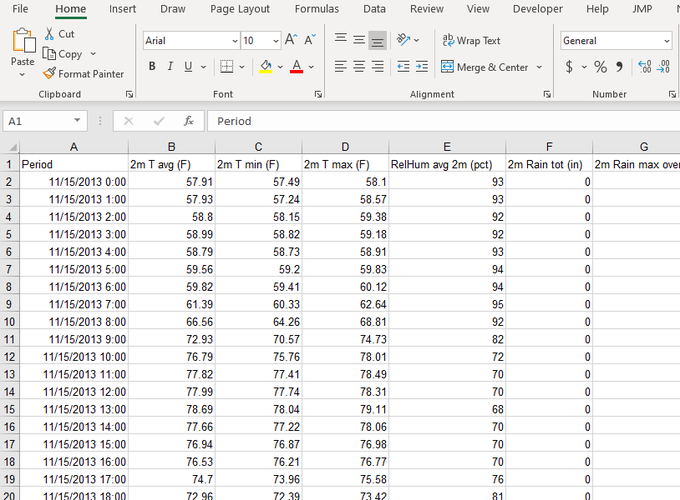 File Home Insert Draw Page Layout Formulas Data Review View Developer Help JMP
Paste
Cut
Copy
Format Painter
Clipboard
Arial 10 A A
B I U A
Font
ab Wrap Text
Merge & Center
Alignment
General
$ % 9 .00 .00
Number
A1 fx Period
A B C D E F G
1 Period 2m T avg (F) 2m T min (F) 2m T max (F) RelHum avg 2m (pct) 2m Rain tot (in) 2m Rain max over
2 11/15/2013 0:00 57.91 57.49 58.1 93 0
3 11/15/2013 1:00 57.93 57.24 58.57 93 0
4 11/15/2013 2:00 58.8 58.15 59.38 92 0
5 11/15/2013 3:00 58.99 58.82 59.18 92 0
6 11/15/2013 4:00 58.79 58.73 58.91 93 0
7 11/15/2013 5:00 59.56 59.2 59.83 94 0
8 11/15/2013 6:00 59.82 59.41 60.12 94 0
9 11/15/2013 7:00 61.39 60.33 62.64 95 0
10 11/15/2013 8:00 66.56 64.26 68.81 92 0
11 11/15/2013 9:00 72.93 70.57 74.73 82 0
12 11/15/2013 10:00 76.79 75.76 78.01 72 0
13 11/15/2013 11:00 77.82 77.41 78.49 70 0
14 11/15/2013 12:00 77.99 77.74 78.31 70 0
15 11/15/2013 13:00 78.69 78.04 79.11 68 0
16 11/15/2013 14:00 77.66 77.22 78.06 70 0
17 11/15/2013 15:00 76.94 76.87 76.98 70 0
18 11/15/2013 16:00 76.53 76.21 76.77 70 0
19 11/15/2013 17:00 74.7 73.96 75.58 76 0
20 11/15/2013 18:00 72.96 72.39 73.42 81 0